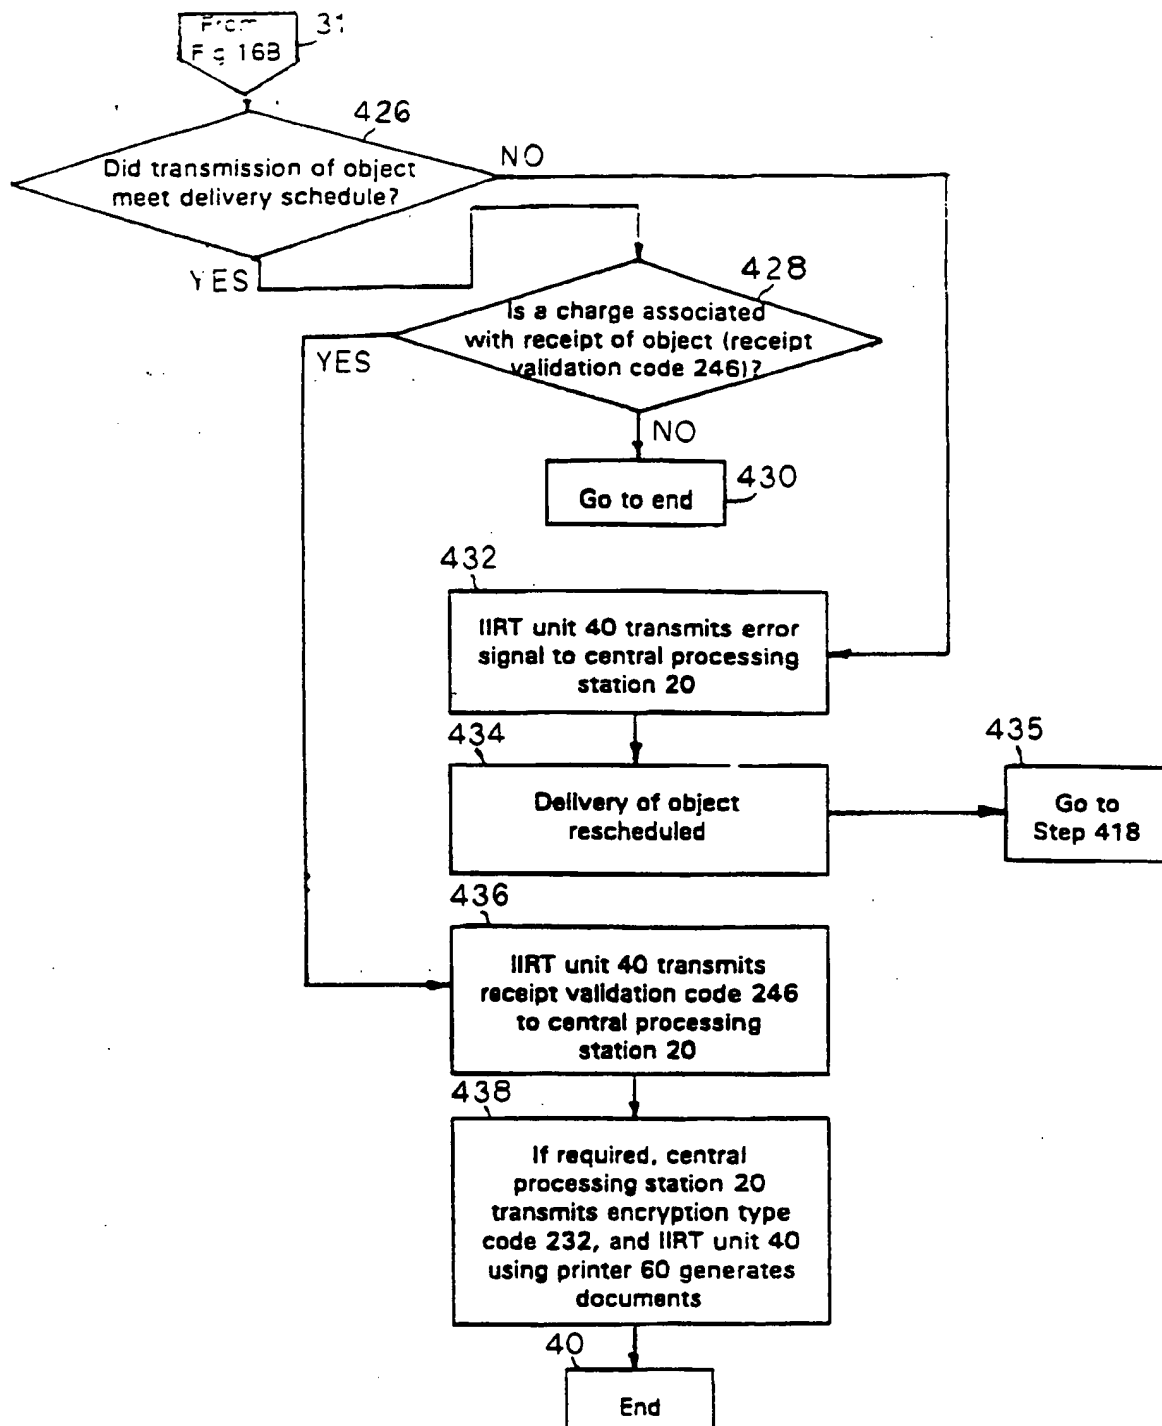 From
Fig 16B
31
426
Did transmission of object
meet delivery schedule?
NO
YES
428
Is a charge associated
with receipt of object (receipt
validation code 246)?
YES
NO
430
Go to end
432
IIRT unit 40 transmits error
signal to central processing
station 20
434
Delivery of object
rescheduled
435
Go to
Step 418
436
IIRT unit 40 transmits
receipt validation code 246
to central processing
station 20
438
If required, central
processing station 20
transmits encryption type
code 232, and IIRT unit 40
using printer 60 generates
documents
40
End